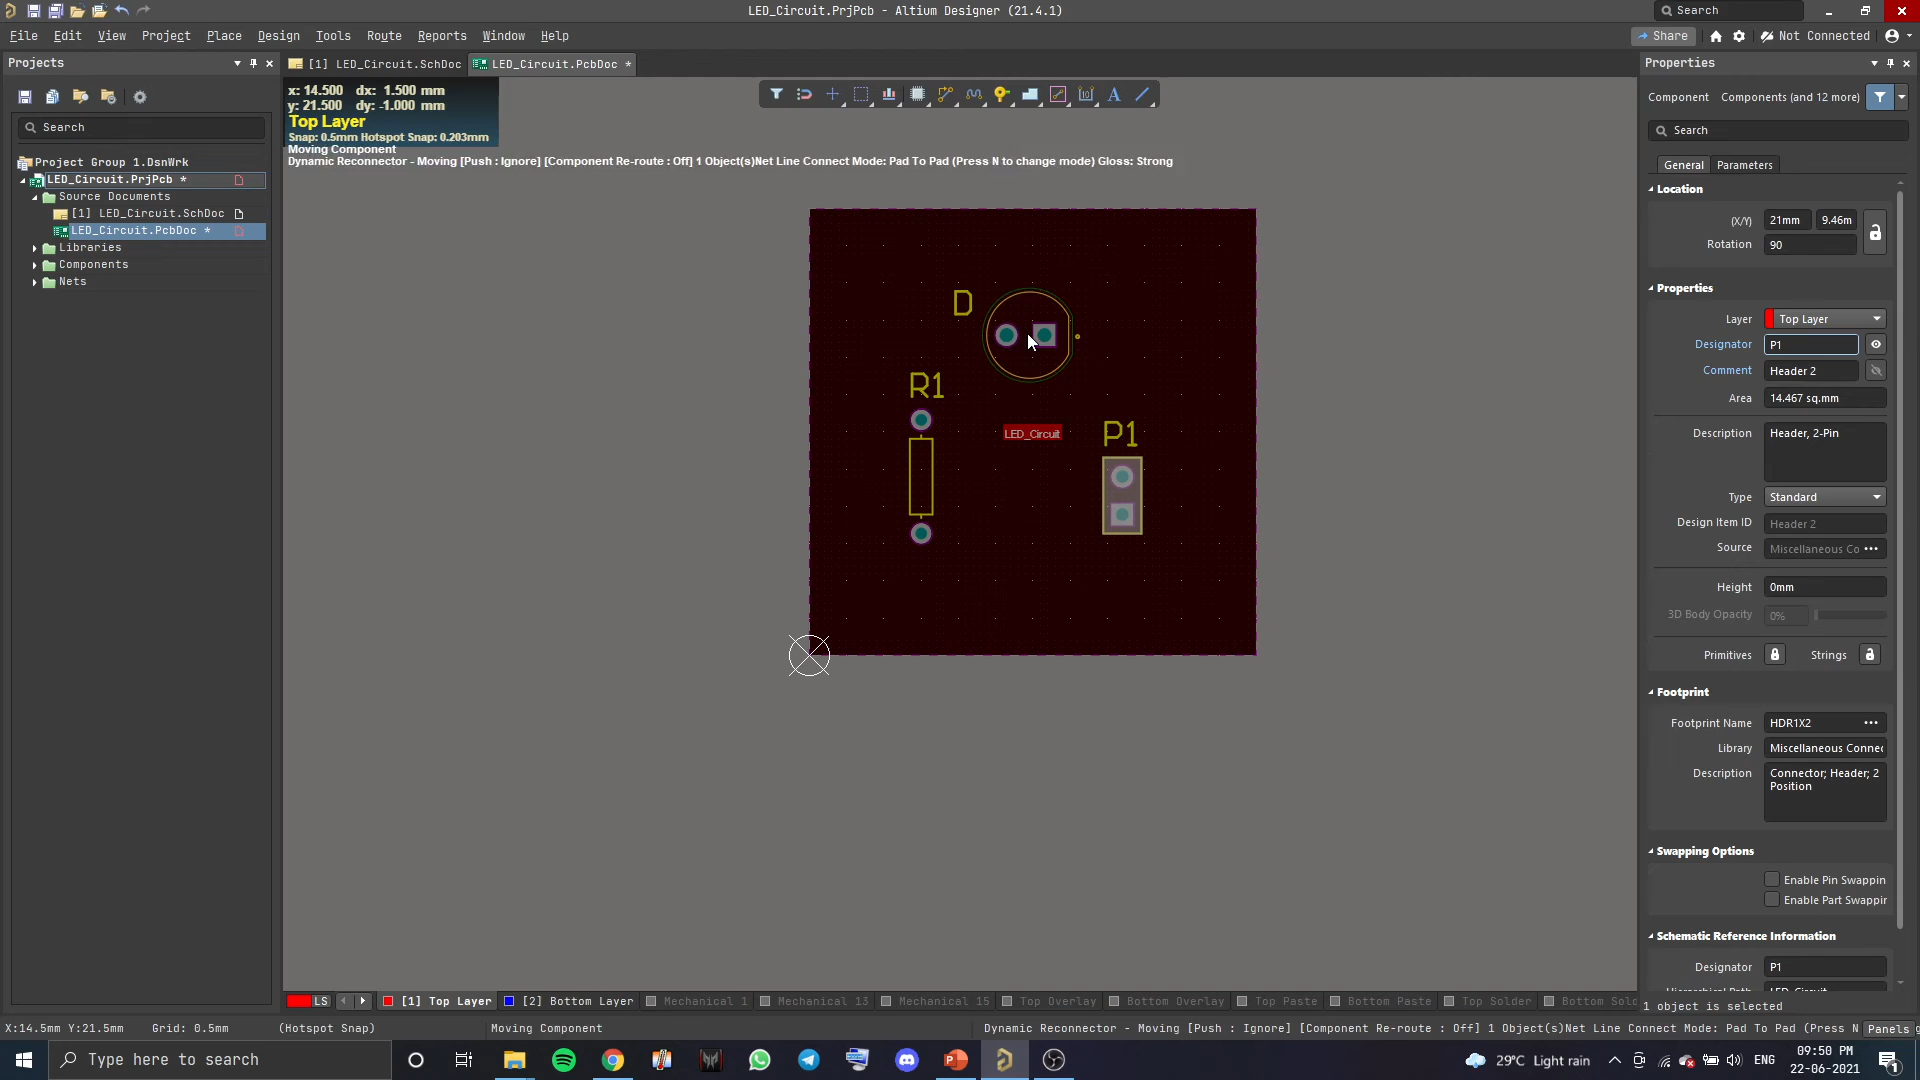 LED_Circuit.PrjPcb - Altium Designer (21.4.1)
Search
File Edit View Project Place Design Tools Route Reports Window Help
Share
Not Connected
Projects
[1] LED_Circuit.SchDoc
LED_Circuit.PcbDoc *
Properties
x: 14.500 dx: 1.500 mm
y: 21.500 dy: -1.000 mm
Top Layer
Snap: 0.5mm Hotspot Snap: 0.203mm
Moving Component
Dynamic Reconnector - Moving [Push : Ignore] [Component Re-route : Off] 1 Object(s)Net Line Connect Mode: Pad To Pad (Press N to change mode) Gloss: Strong
Search
Project Group 1.DsnWrk
LED_Circuit.PrjPcb *
Source Documents
[1] LED_Circuit.SchDoc
LED_Circuit.PcbDoc *
Libraries
Components
Nets
D
R1
LED_Circuit
P1
Component Components (and 12 more)
Search
General Parameters
Location
(X/Y) 21mm 9.46m
Rotation 90
Properties
Layer Top Layer
Designator P1
Comment Header 2
Area 14.467 sq.mm
Description Header, 2-Pin
Type Standard
Design Item ID Header 2
Source Miscellaneous Co •••
Height 0mm
3D Body Opacity 0%
Primitives Strings
Footprint
Footprint Name HDR1X2 •••
Library Miscellaneous Connec
Description Connector; Header; 2
Position
Swapping Options
Enable Pin Swappin
Enable Part Swappin
Schematic Reference Information
Designator P1
1 object is selected
LS [1] Top Layer [2] Bottom Layer Mechanical 1 Mechanical 13 Mechanical 15 Top Overlay Bottom Overlay Top Paste Bottom Paste Top Solder Bottom Sold
X:14.5mm Y:21.5mm Grid: 0.5mm (Hotspot Snap) Moving Component Dynamic Reconnector - Moving [Push : Ignore] [Component Re-route : Off] 1 Object(s)Net Line Connect Mode: Pad To Pad (Press N Panels
Type here to search
29°C Light rain
ENG
09:50 PM
22-06-2021
1